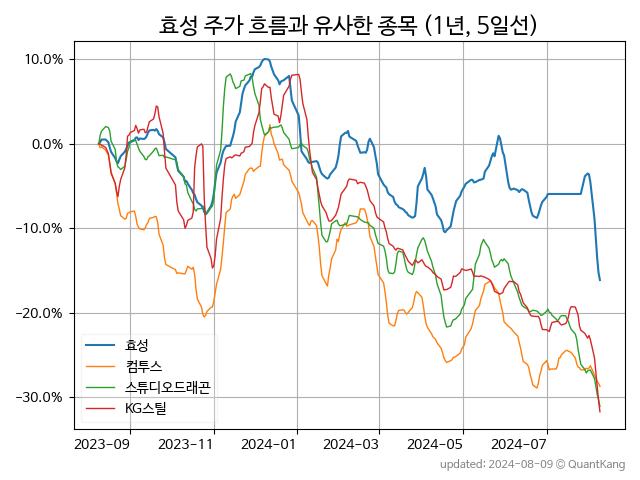 효성 주가 흐름과 유사한 종목 (1년, 5일선)
10.0%
0.0%
−10.0%
−20.0%
−30.0%
효성
컴투스
스튜디오드래곤
KG스틸
2023-09 2023-11 2024-01 2024-03 2024-05 2024-07
updated: 2024-08-09 © QuantKang